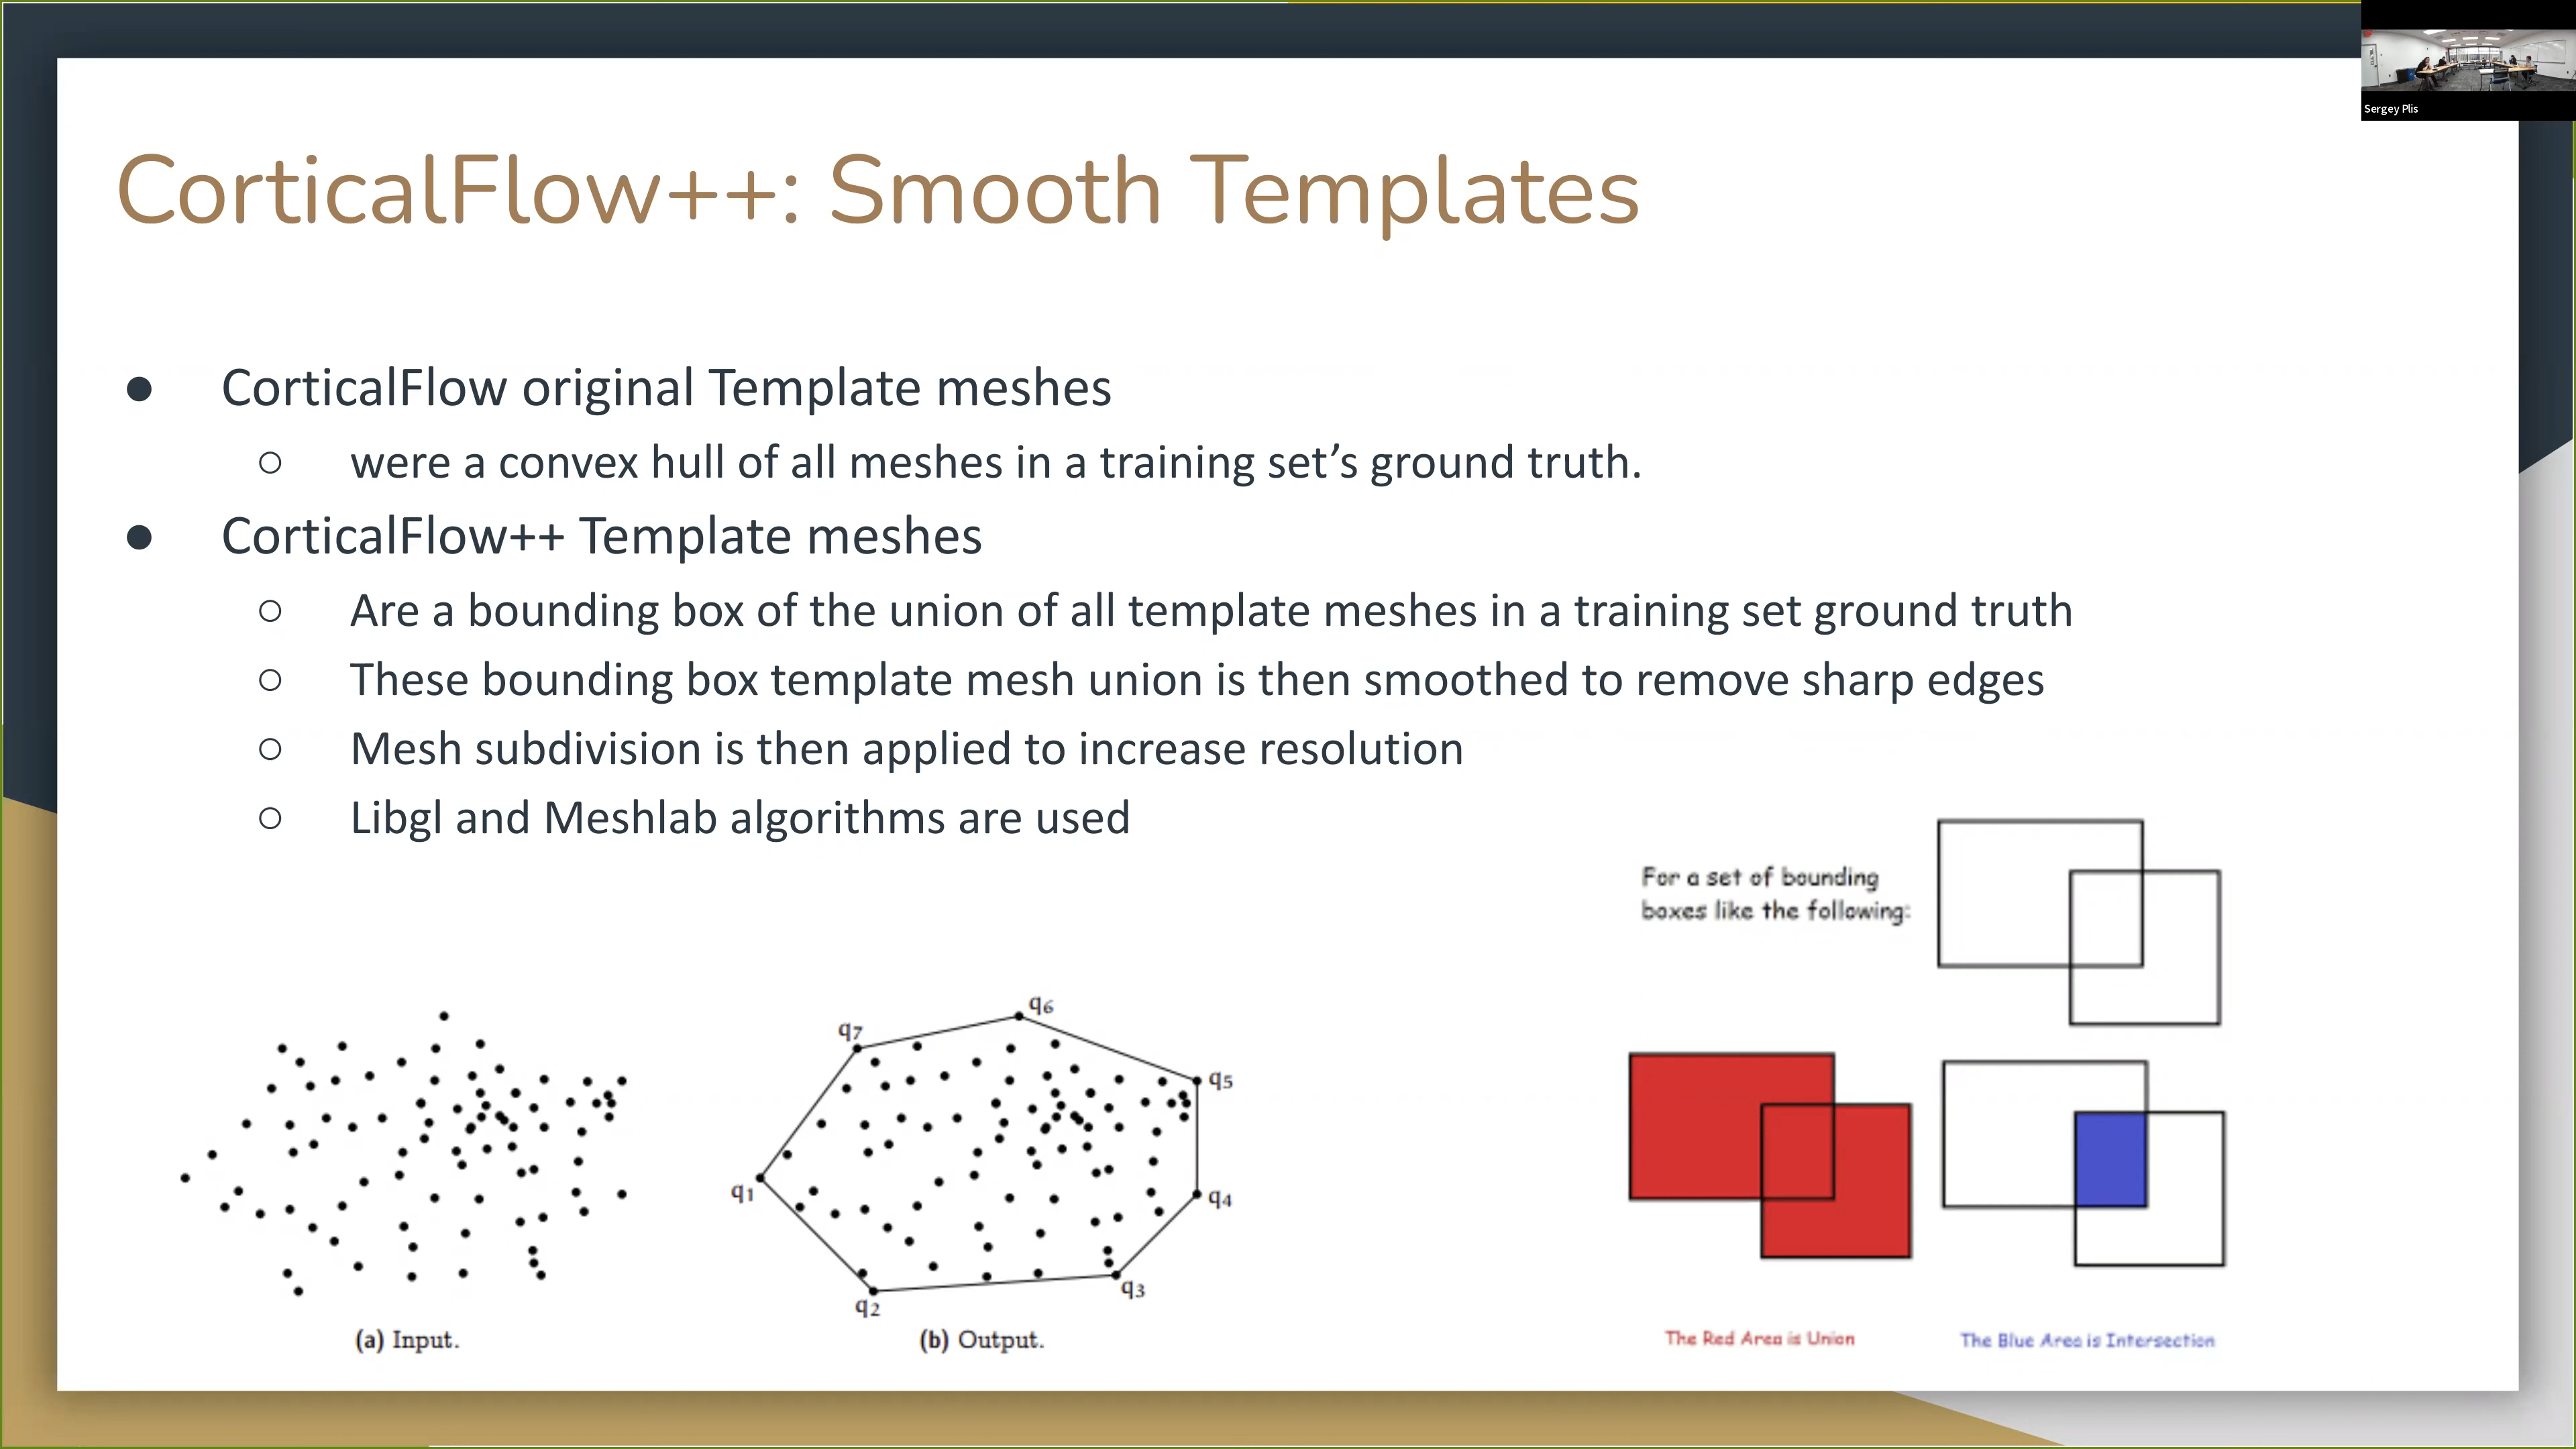 Sergey Plis
CorticalFlow++: Smooth Templates
● CorticalFlow original Template meshes
○ were a convex hull of all meshes in a training set’s ground truth.
● CorticalFlow++ Template meshes
○ Are a bounding box of the union of all template meshes in a training set ground truth
○ These bounding box template mesh union is then smoothed to remove sharp edges
○ Mesh subdivision is then applied to increase resolution
○ Libgl and Meshlab algorithms are used
For a set of bounding
boxes like the following:
q6
q7
q5
q1
q4
q3
q2
(a) Input.
(b) Output.
The Red Area is Union
The Blue Area is Intersection